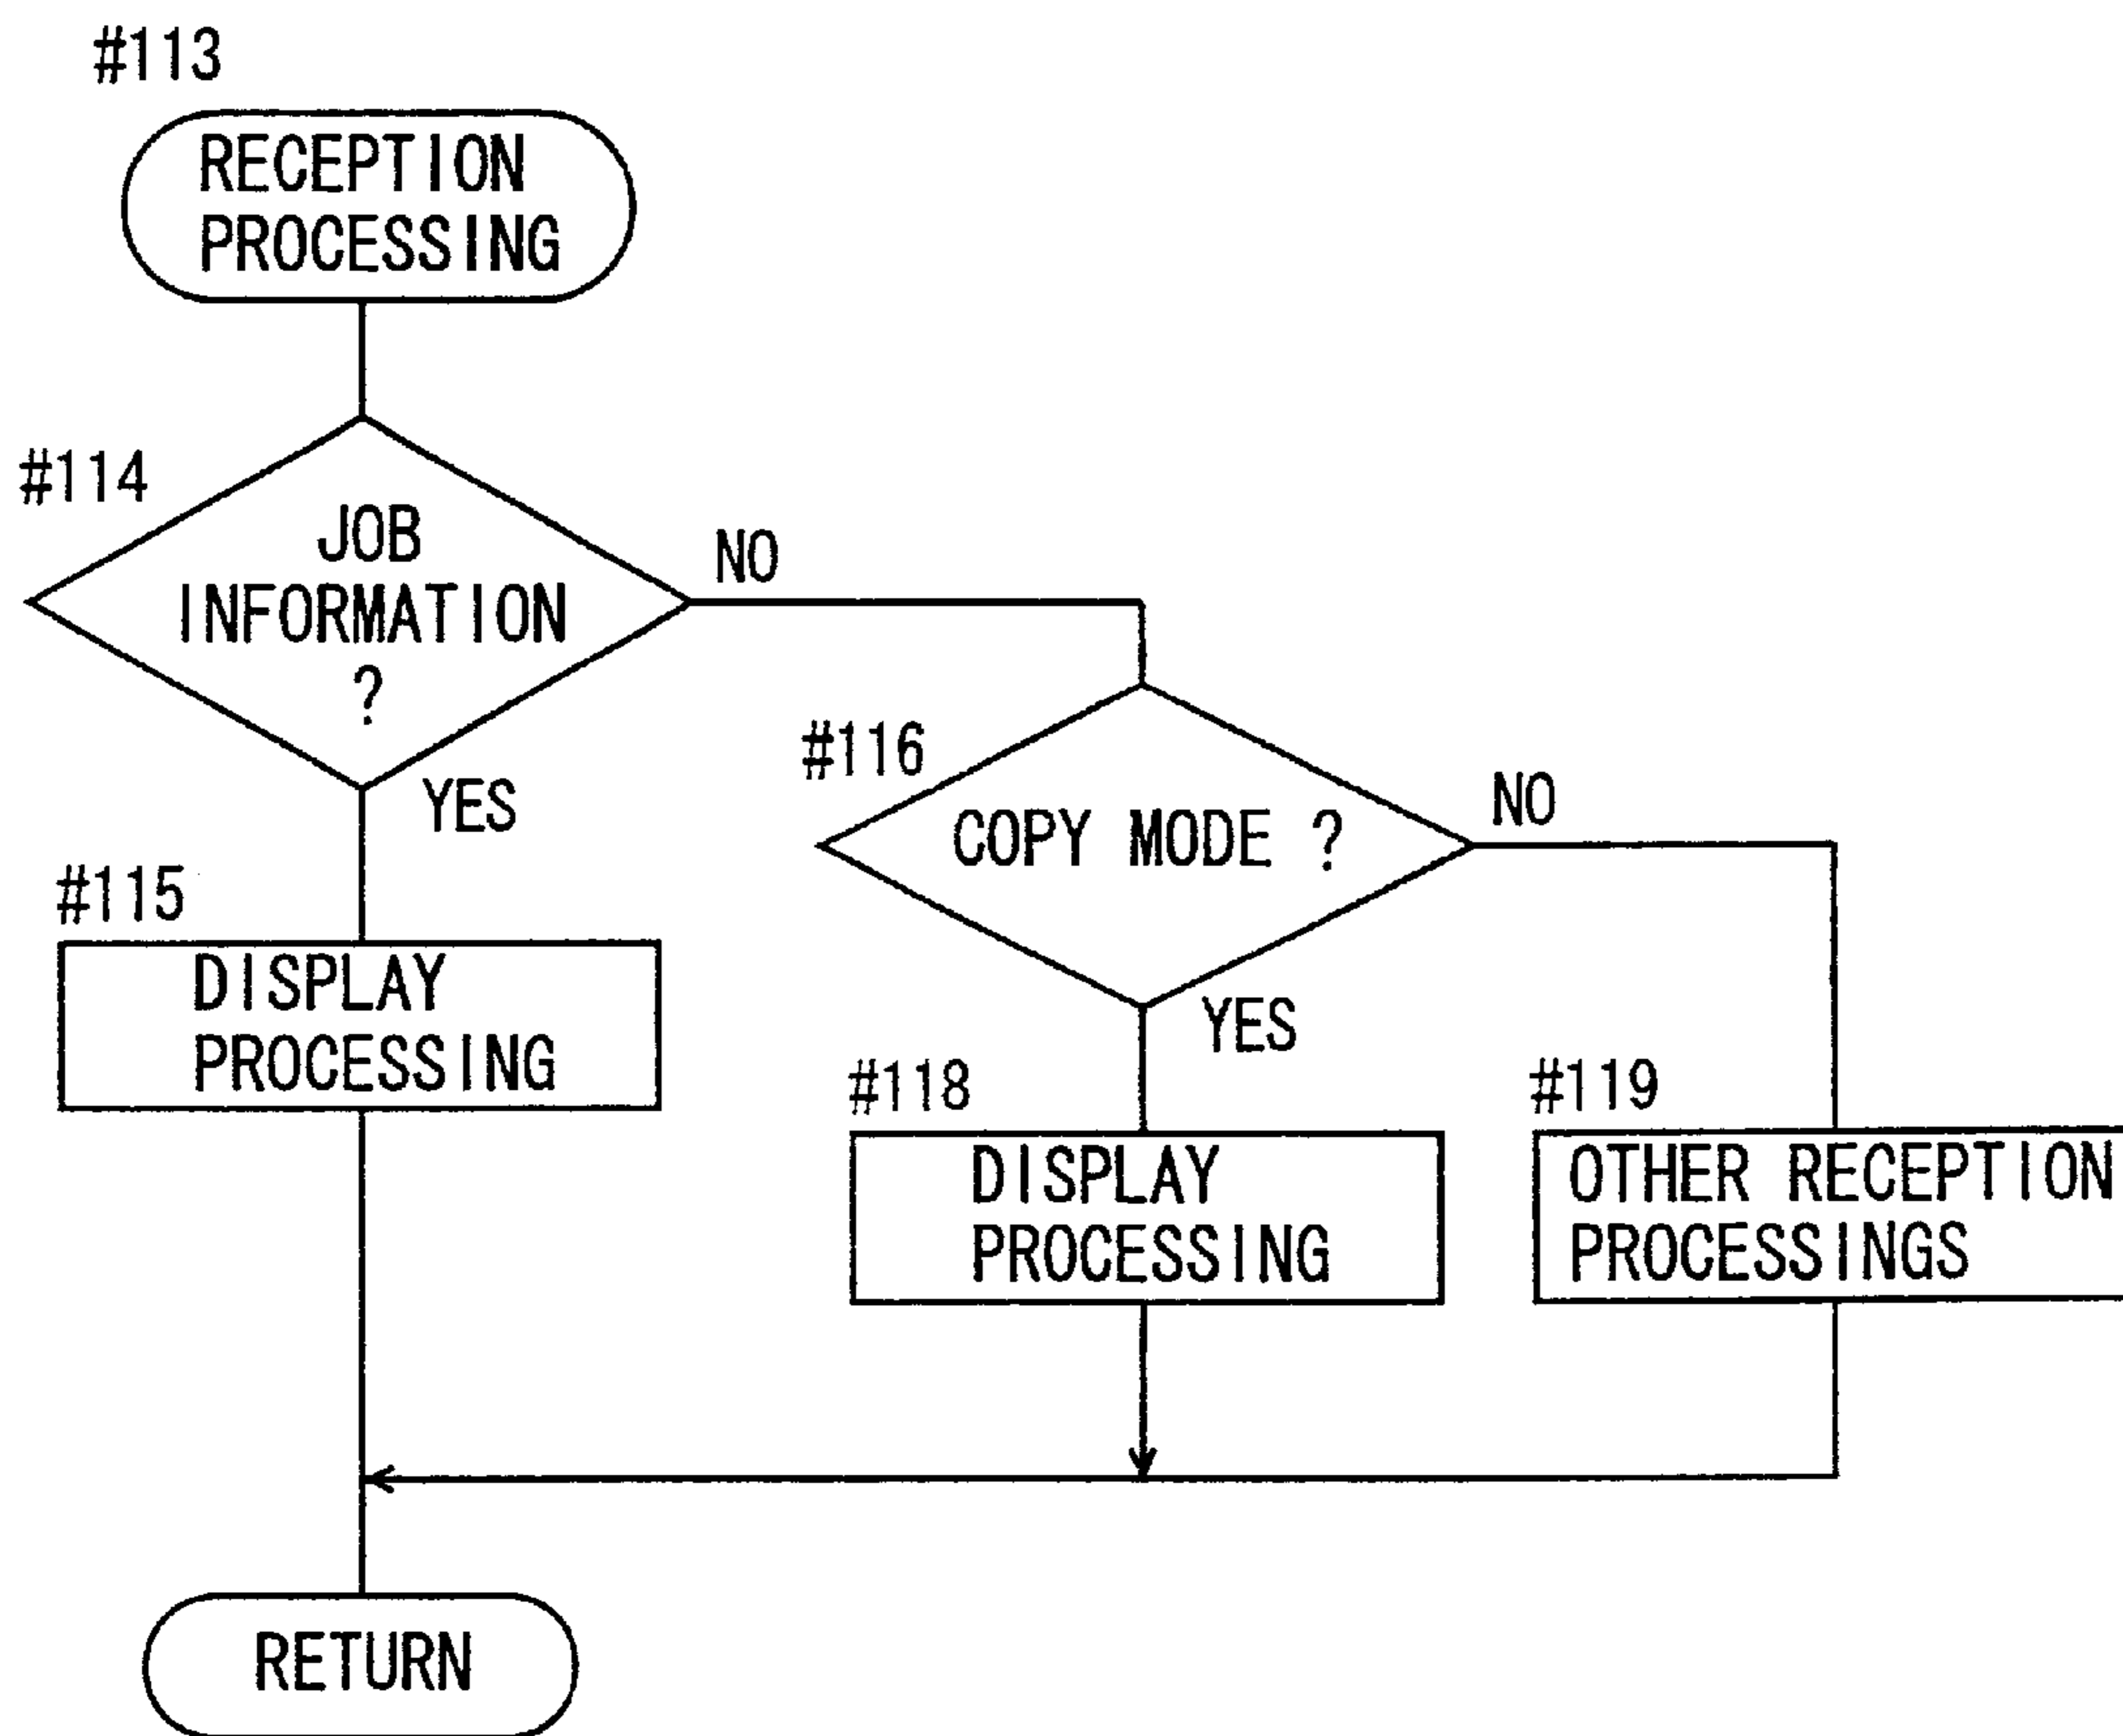 #113
RECEPTION
PROCESSING
#114
JOB
INFORMATION
?
NO
YES
#115
DISPLAY
PROCESSING
#116
COPY MODE ?
NO
YES
#118
DISPLAY
PROCESSING
#119
OTHER RECEPTION
PROCESSINGS
RETURN